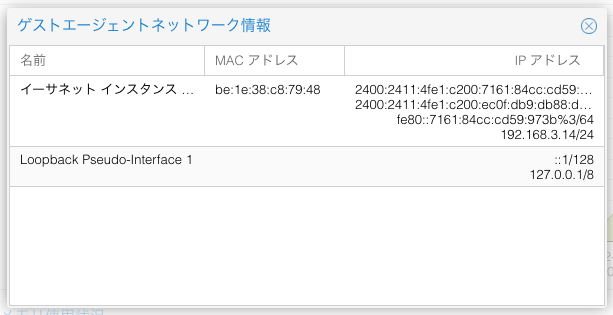 ゲストエージェントネットワーク情報
名前 MAC アドレス IP アドレス
イーサネット インスタンス ... be:1e:38:c8:79:48 2400:2411:4fe1:c200:7161:84cc:cd59:...
2400:2411:4fe1:c200:ec0f:db9:db88:d...
fe80::7161:84cc:cd59:973b%3/64
192.168.3.14/24
Loopback Pseudo-Interface 1 ::1/128
127.0.0.1/8